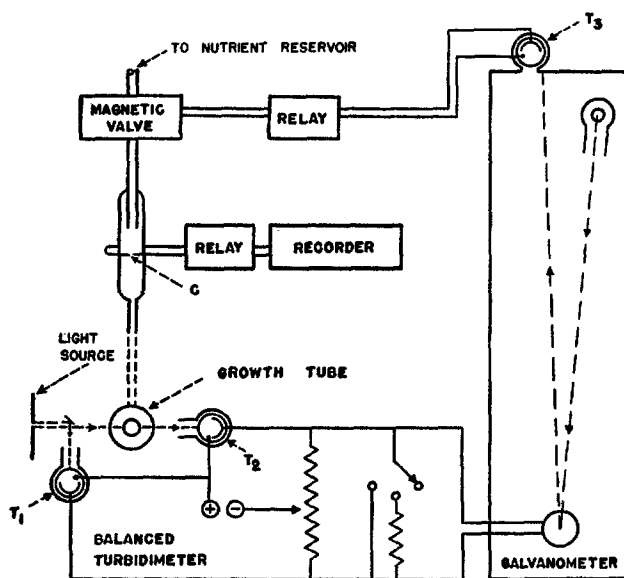 TO NUTRIENT RESERVOIR
T3
MAGNETIC
VALVE
RELAY
RELAY
RECORDER
C
LIGHT
SOURCE
GROWTH TUBE
T2
T1
+ −
BALANCED
TURBIDIMETER
GALVANOMETER